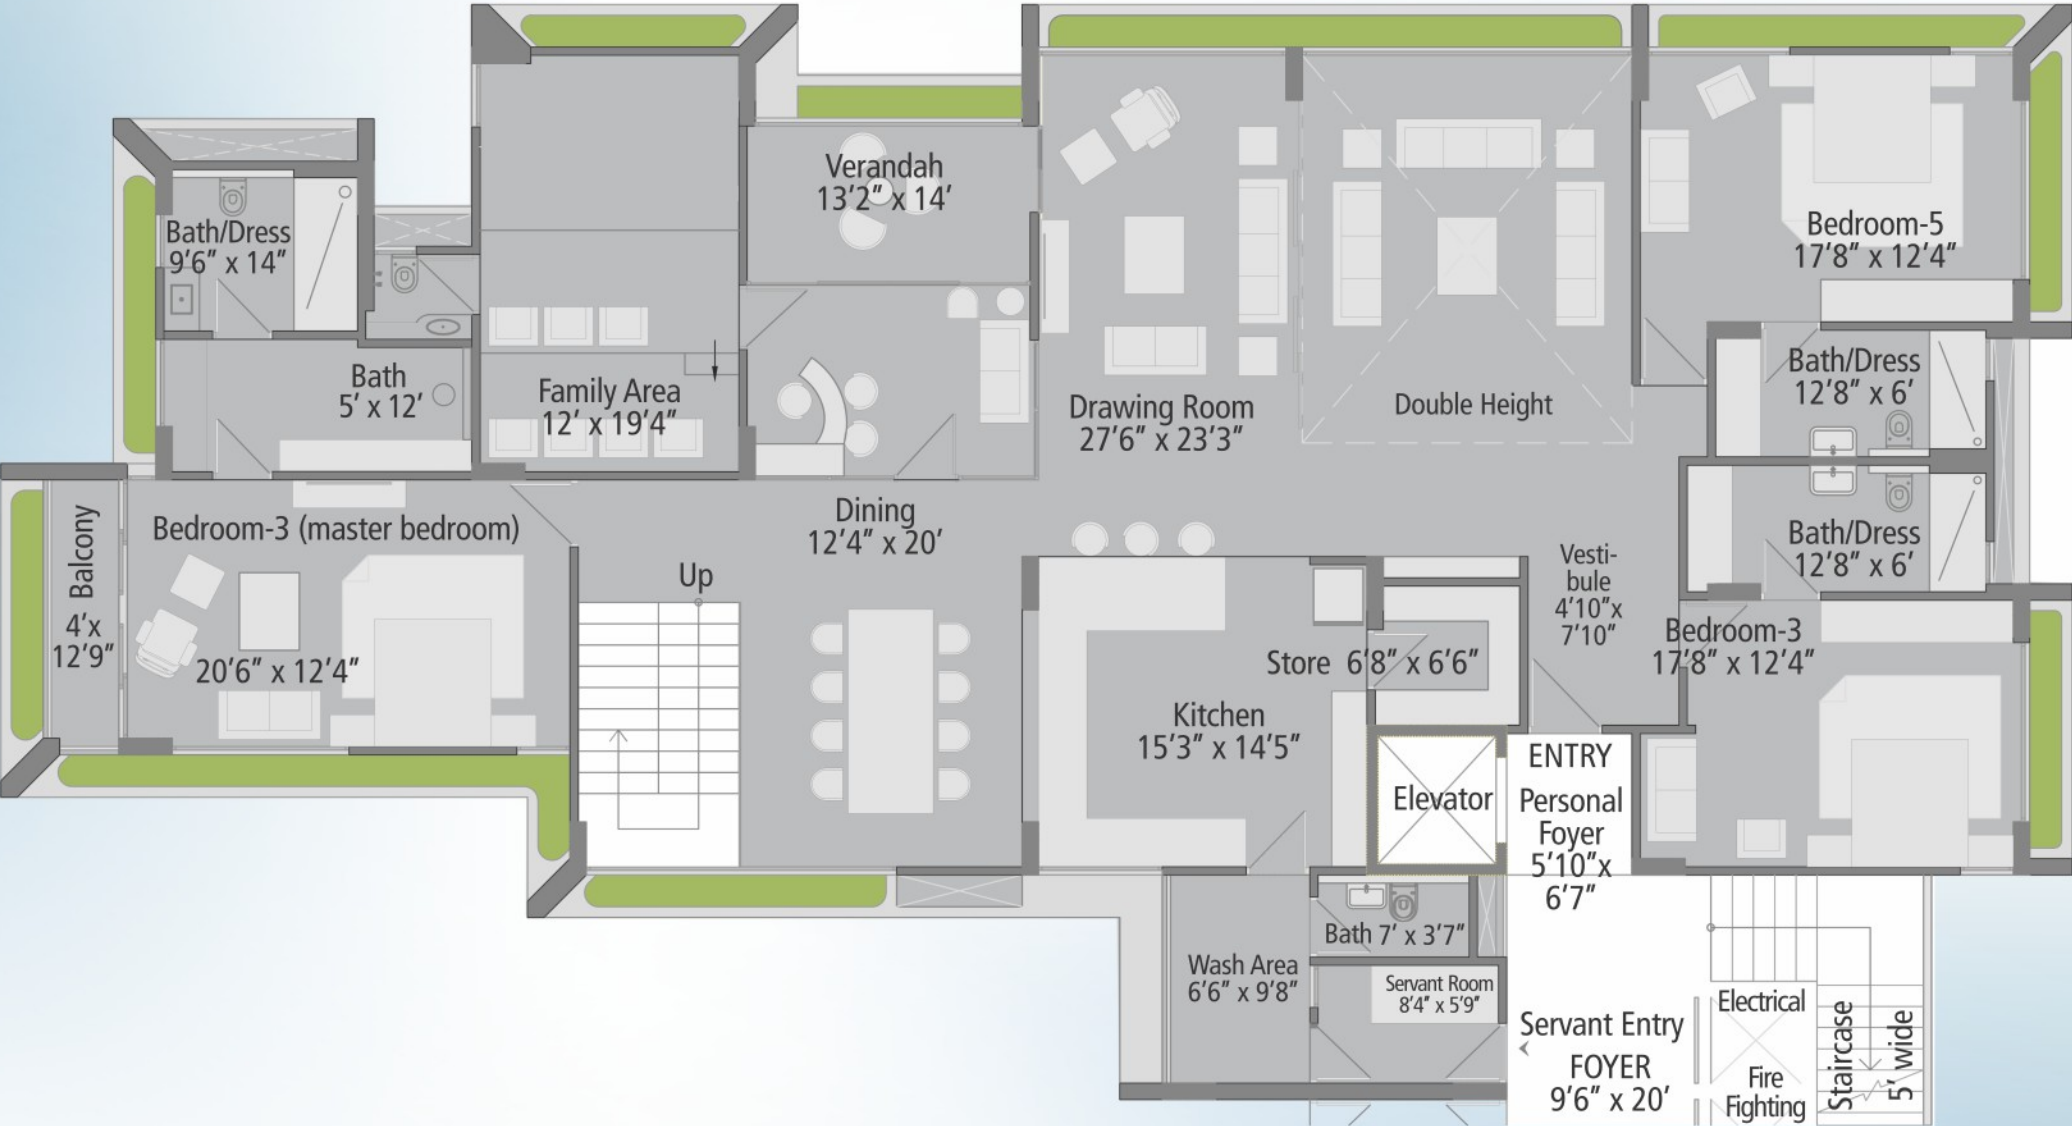 Verandah
13'2" x 14'
Bath/Dress
9'6" x 14"
Bedroom-5
17'8" x 12'4"
Bath
5' x 12'
Family Area
12' x 19'4"
Drawing Room
27'6" x 23'3"
Double Height
Bath/Dress
12'8" x 6'
Balcony
4'x
12'9"
Bedroom-3 (master bedroom)
20'6" x 12'4"
Up
Dining
12'4" x 20'
Vesti-
bule
4'10"x
7'10"
Bath/Dress
12'8" x 6'
Bedroom-3
17'8" x 12'4"
Store 6'8" x 6'6"
Kitchen
15'3" x 14'5"
Elevator
ENTRY
Personal
Foyer
5'10"x
6'7"
Bath 7' x 3'7"
Wash Area
6'6" x 9'8"
Servant Room
8'4" x 5'9"
Servant Entry
FOYER
9'6" x 20'
Electrical
Fire
Fighting
Staircase
5' wide